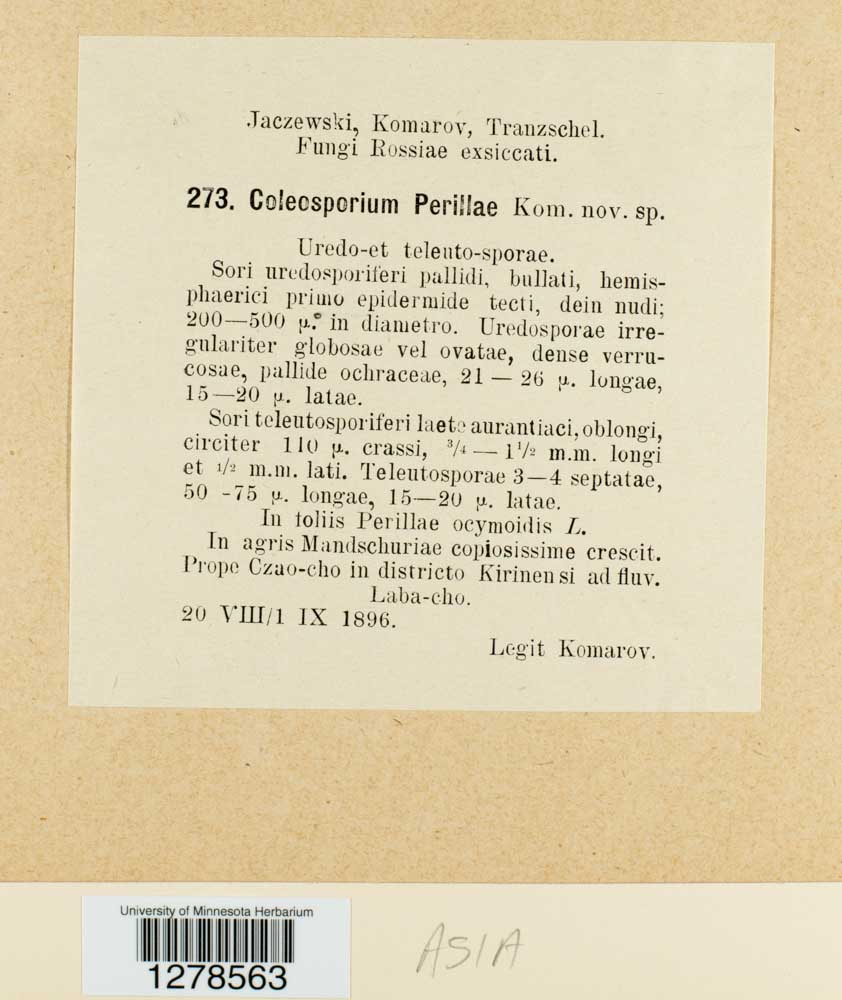 Jaczewski, Komarov, Tranzschel.
Fungi Rossiae exsiccati.
273. Coleosporium Perillae Kom. nov. sp.
Uredo-et teleuto-sporae.
Sori uredosporiferi pallidi, bullati, hemis-
phaerici primo epidermide tecti, dein nudi;
200—500 µ. in diametro. Uredosporae irre-
gulariter globosae vel ovatae, dense verru-
cosae, pallide ochraceae, 21 — 26 µ. longae,
15—20 µ. latae.
Sori teleutosporiferi laete aurantiaci, oblongi,
circiter 110 µ. crassi, 3/4 — 1 1/2 m.m. longi
et 1/2 m.m. lati. Teleutosporae 3—4 septatae,
50 -75 µ. longae, 15—20 µ. latae.
In foliis Perillae ocymoidis L.
In agris Mandschuriae copiosissime crescit.
Prope Czao-cho in districto Kirinensi ad fluv.
Laba-cho.
20 VIII/1 IX 1896.
Legit Komarov.
University of Minnesota Herbarium
1278563
ASIA